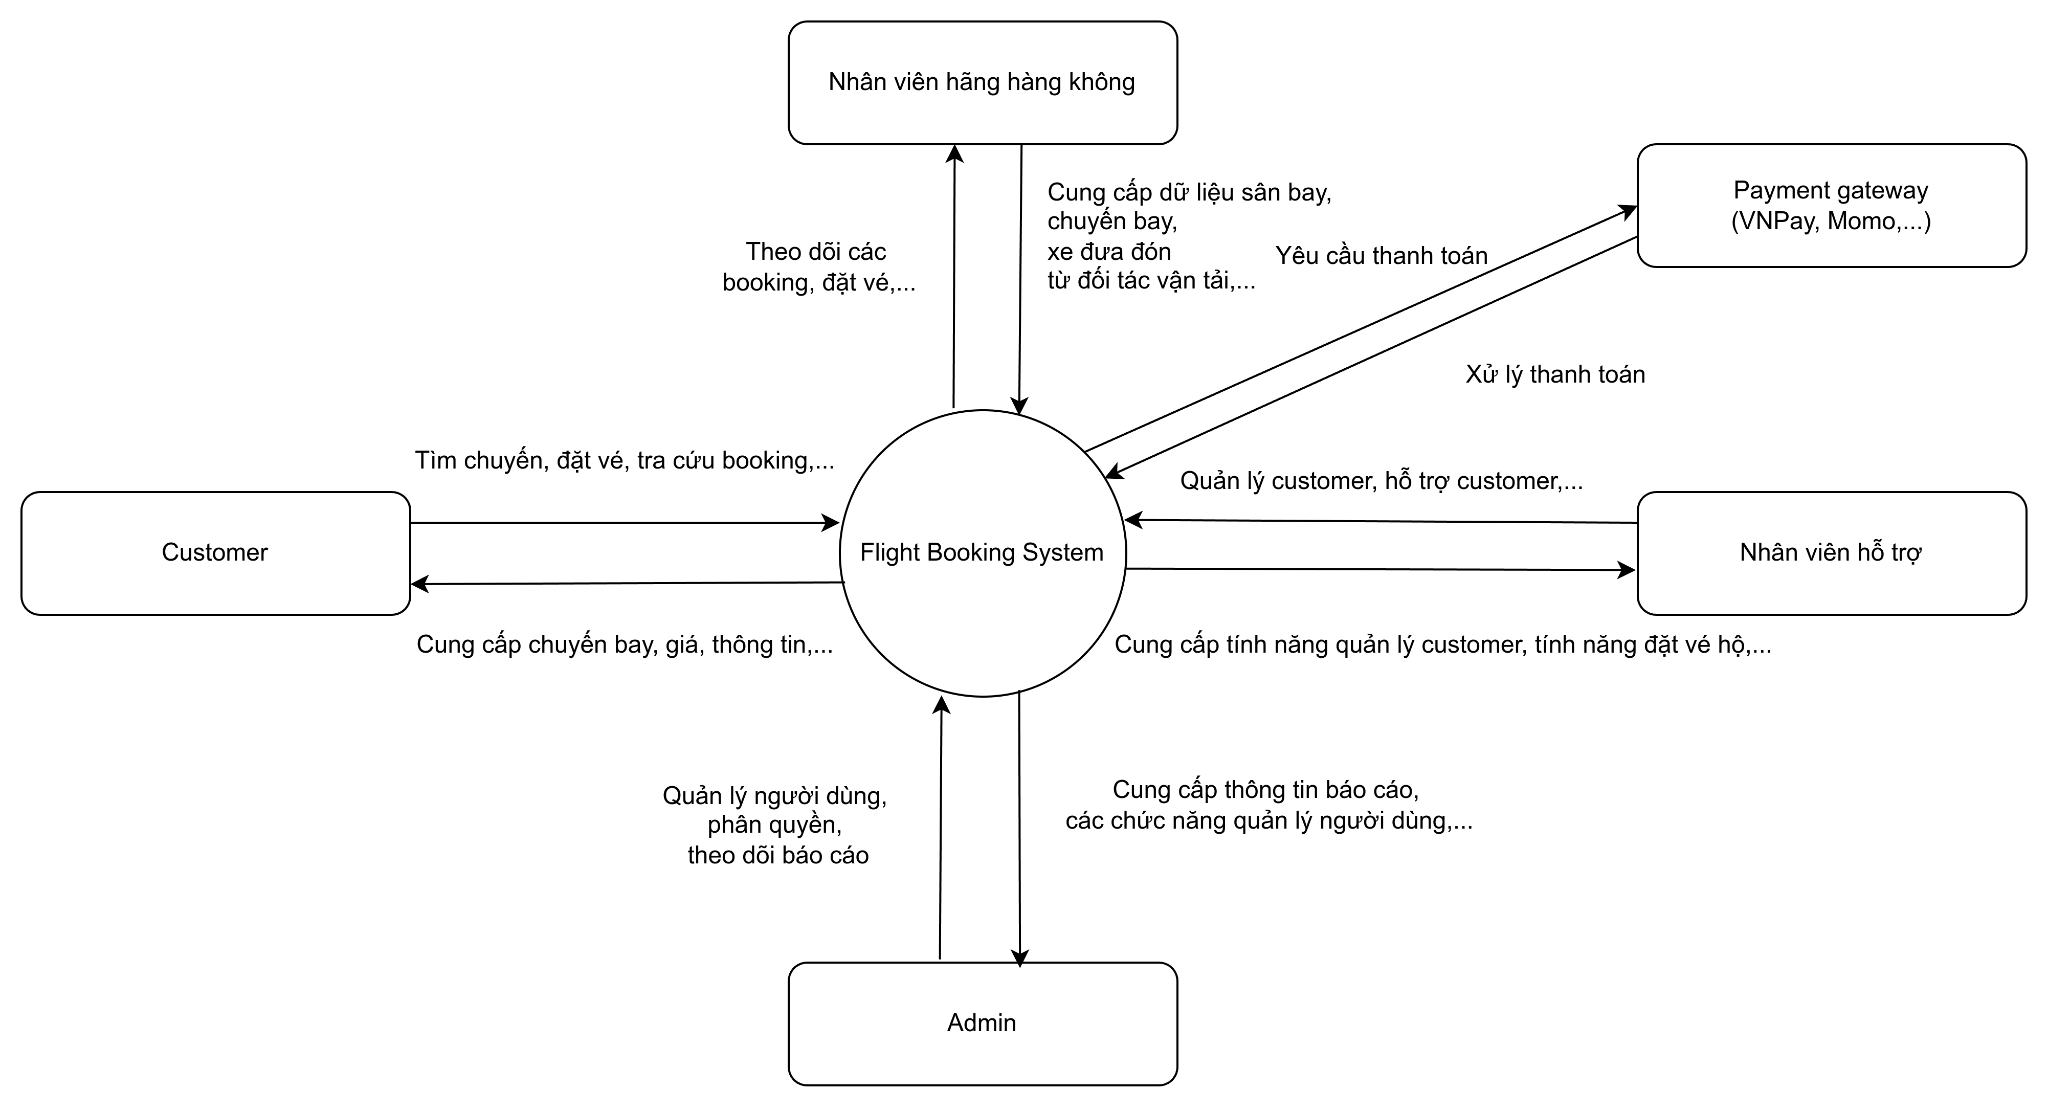 Nhân viên hãng hàng không
Payment gateway
(VNPay, Momo,...)
Cung cấp dữ liệu sân bay,
chuyến bay,
xe đưa đón
từ đối tác vận tải,...
Theo dõi các
booking, đặt vé,...
Yêu cầu thanh toán
Xử lý thanh toán
Tìm chuyến, đặt vé, tra cứu booking,...
Quản lý customer, hỗ trợ customer,...
Customer
Flight Booking System
Nhân viên hỗ trợ
Cung cấp chuyến bay, giá, thông tin,...
Cung cấp tính năng quản lý customer, tính năng đặt vé hộ,...
Quản lý người dùng,
phân quyền,
theo dõi báo cáo
Cung cấp thông tin báo cáo,
các chức năng quản lý người dùng,...
Admin